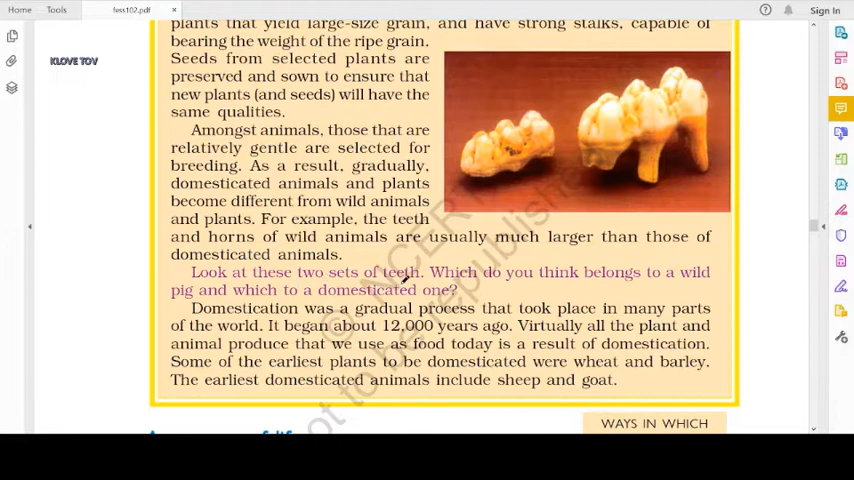 Home Tools fess102.pdf × Sign In
KLOVE TOV
plants that yield large-size grain, and have strong stalks, capable of
bearing the weight of the ripe grain.
Seeds from selected plants are
preserved and sown to ensure that
new plants (and seeds) will have the
same qualities.
Amongst animals, those that are
relatively gentle are selected for
breeding. As a result, gradually,
domesticated animals and plants
become different from wild animals
and plants. For example, the teeth
and horns of wild animals are usually much larger than those of
domesticated animals.
Look at these two sets of teeth. Which do you think belongs to a wild
pig and which to a domesticated one?
Domestication was a gradual process that took place in many parts
of the world. It began about 12,000 years ago. Virtually all the plant and
animal produce that we use as food today is a result of domestication.
Some of the earliest plants to be domesticated were wheat and barley.
The earliest domesticated animals include sheep and goat.
© NCERT
not to be
WAYS IN WHICH